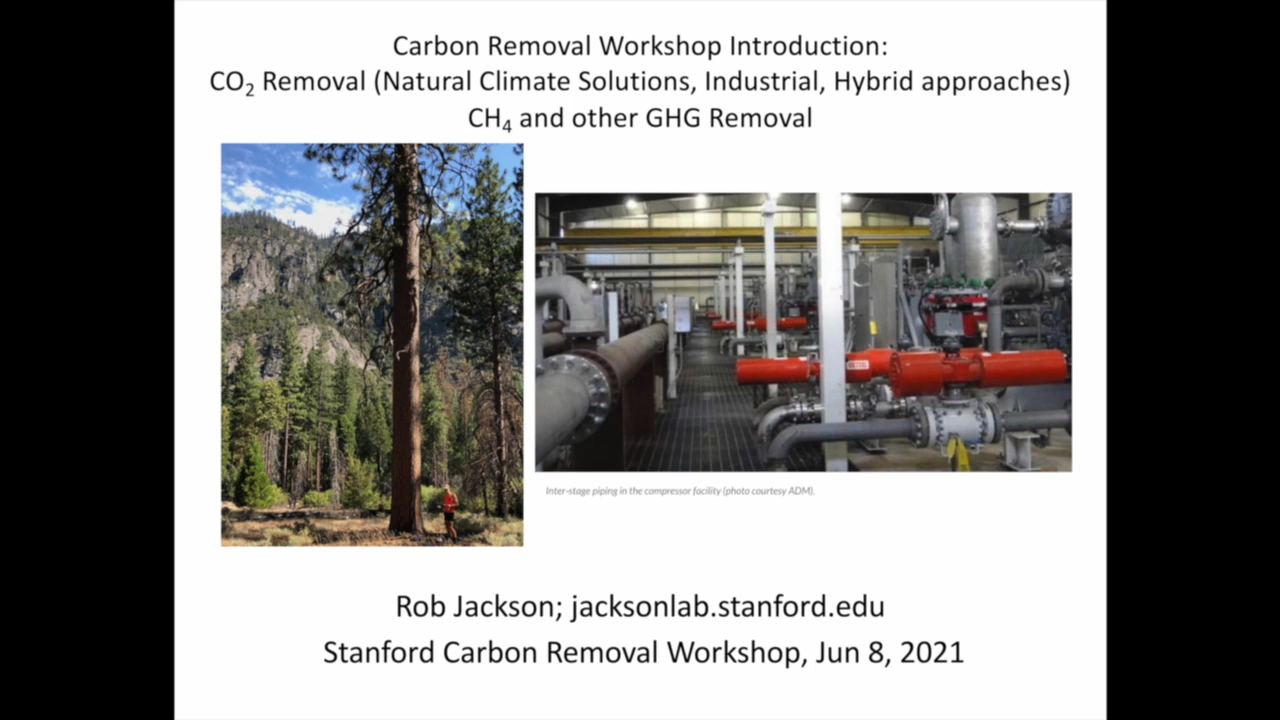 Carbon Removal Workshop Introduction:
CO₂ Removal (Natural Climate Solutions, Industrial, Hybrid approaches)
CH₄ and other GHG Removal
Inter-stage piping in the compressor facility (photo courtesy ADM).
Rob Jackson; jacksonlab.stanford.edu
Stanford Carbon Removal Workshop, Jun 8, 2021